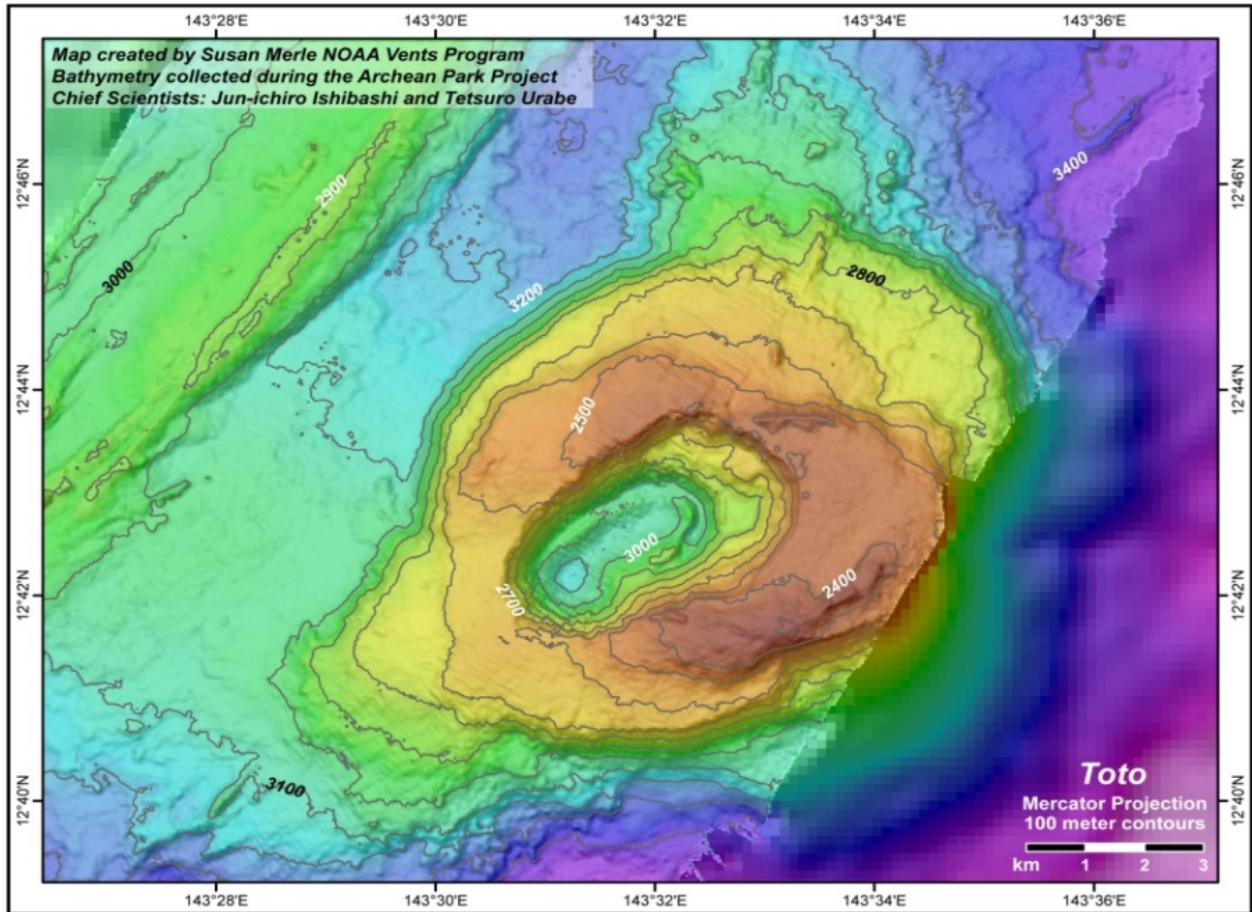 143°28'E 143°30'E 143°32'E 143°34'E 143°36'E
Map created by Susan Merle NOAA Vents Program
Bathymetry collected during the Archean Park Project
Chief Scientists: Jun-ichiro Ishibashi and Tetsuro Urabe
12°46'N
12°46'N
2900
3400
3000
2800
3200
12°44'N
12°44'N
2500
3000
2700
2400
12°42'N
12°42'N
3100
12°40'N
12°40'N
Toto
Mercator Projection
100 meter contours
km 1 2 3
143°28'E 143°30'E 143°32'E 143°34'E 143°36'E